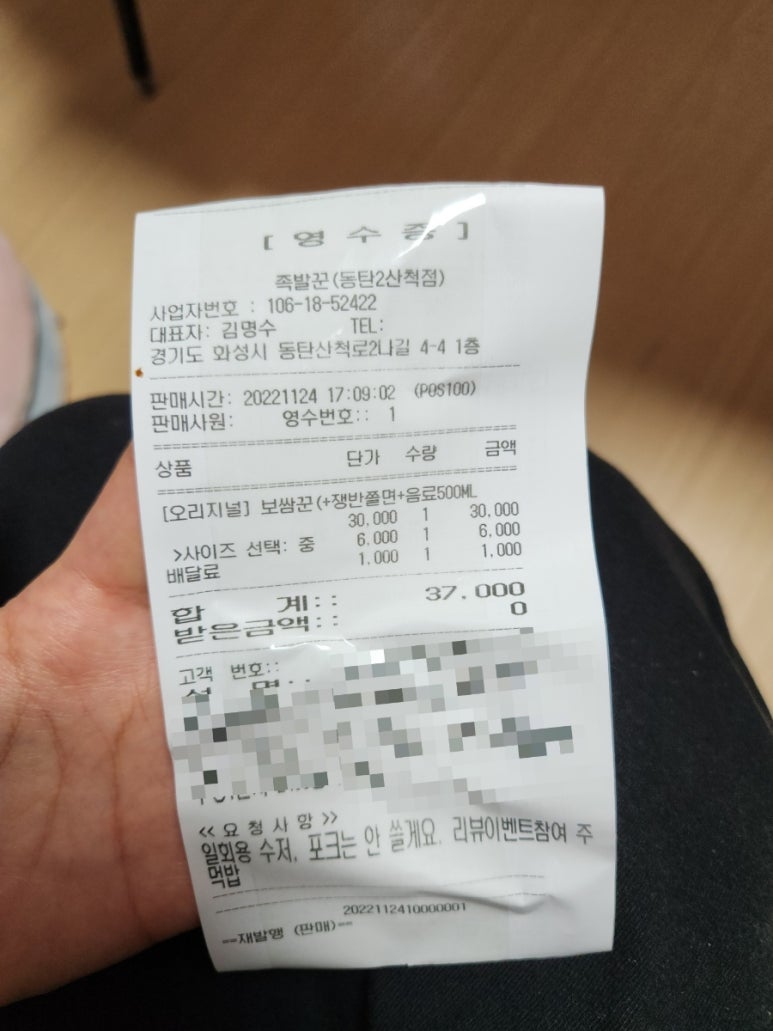 [ 영 수 증 ]
족발꾼(동탄2산척점)
사업자번호 : 106-18-52422
대표자: 김명수 TEL:
경기도 화성시 동탄산척로2나길 4-4 1층
판매시간: 20221124 17:09:02 (POS100)
판매사원: 영수번호:: 1
상품 단가 수량 금액
[오리지널] 보쌈꾼(+쟁반쫄면+음료500ML
30,000 1 30,000
>사이즈 선택: 중 6,000 1 6,000
배달료 1,000 1 1,000
합 계:: 37,000
받은금액:: 0
고객 번호::
<< 요 청 사 항 >>
일회용 수저, 포크는 안 쓸게요. 리뷰이벤트참여 주
먹밥
2022112410000001
==재발행 (판매)==